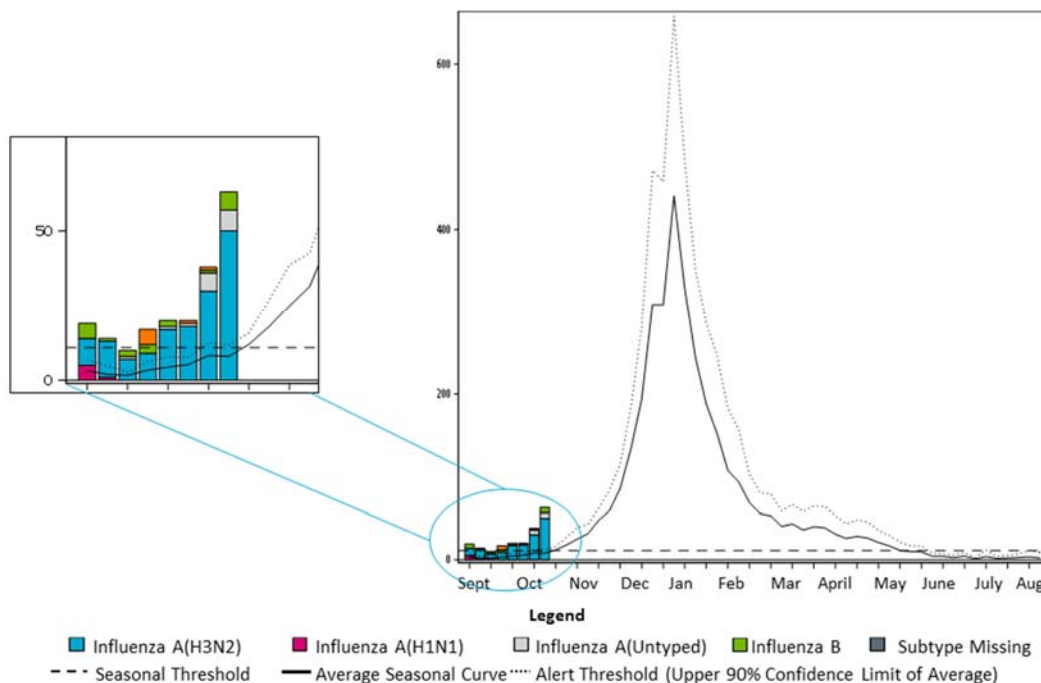 600
400
200
0
50
0
Sept Oct Nov Dec Jan Feb Mar April May June July Aug
Legend
Influenza A(H3N2) Influenza A(H1N1) Influenza A(Untyped) Influenza B Subtype Missing
Seasonal Threshold Average Seasonal Curve Alert Threshold (Upper 90% Confidence Limit of Average)